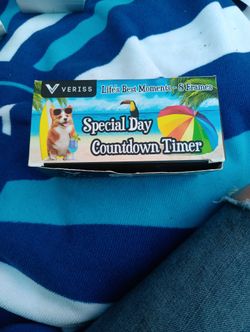 VERISS
Life's Best Moments - 8 Frames
Special Day
Countdown Timer